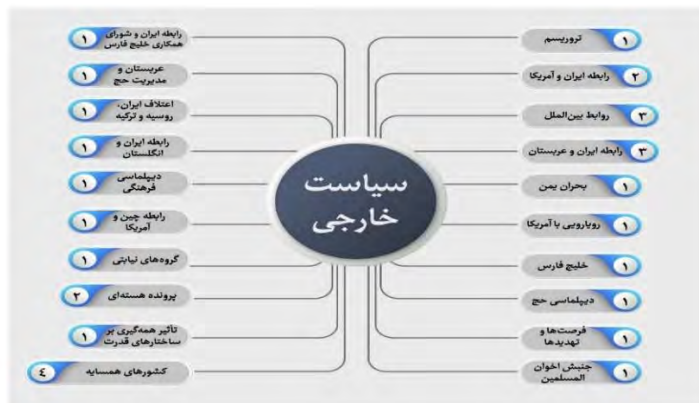 سیاست
خارجی
تروریسم
۱
رابطه ایران و آمریکا
۲
روابط بین‌الملل
۳
رابطه ایران و عربستان
۳
بحران یمن
۱
رویارویی با آمریکا
۱
خلیج فارس
۱
دیپلماسی حج
۱
فرصت‌ها و
تهدیدها
۱
جنبش اخوان
المسلمین
۱
رابطه ایران و شورای
همکاری خلیج فارس
۱
عربستان و
مدیریت حج
۱
اعتلاف ایران،
روسیه و ترکیه
۱
رابطه ایران و
انگلستان
۱
دیپلماسی
فرهنگی
۱
رابطه چین و
آمریکا
۱
گروه‌های نیابتی
۱
پرونده هسته‌ای
۲
تأثیر همه‌گیری بر
ساختارهای قدرت
۱
کشورهای همسایه
٤